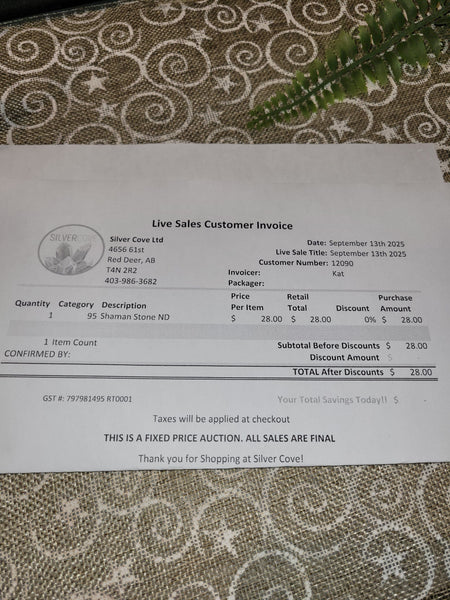 Live Sales Customer Invoice
SILVER COVE
Silver Cove Ltd
4656 61st
Red Deer, AB
T4N 2R2
403-986-3682
Date: September 13th 2025
Live Sale Title: September 13th 2025
Customer Number: 12090
Invoicer: Kat
Packager:
Quantity Category Description Price Per Item Retail Total Discount Purchase Amount
1 95 Shaman Stone ND $ 28.00 $ 28.00 0% $ 28.00
1 Item Count Subtotal Before Discounts $ 28.00
CONFIRMED BY: Discount Amount $
TOTAL After Discounts $ 28.00
GST #: 797981495 RT0001 Your Total Savings Today!! $ -
Taxes will be applied at checkout
THIS IS A FIXED PRICE AUCTION. ALL SALES ARE FINAL
Thank you for Shopping at Silver Cove!